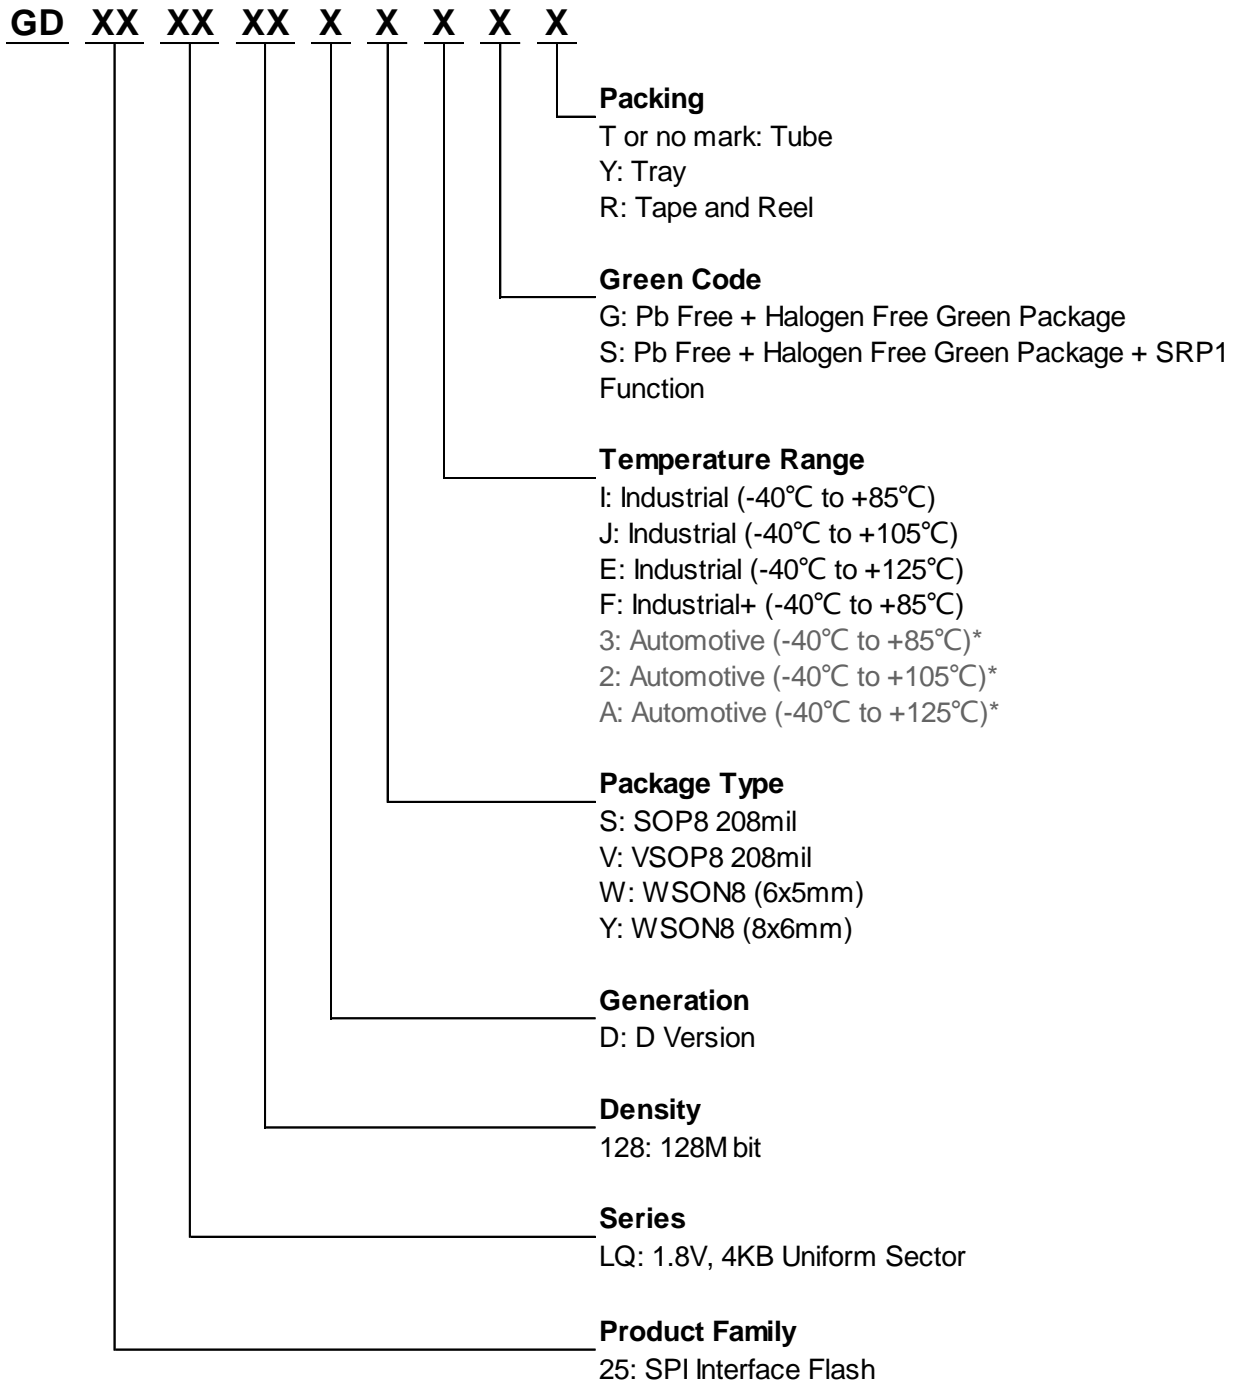 GD XX XX XX X X X X X
Packing
T or no mark: Tube
Y: Tray
R: Tape and Reel
Green Code
G: Pb Free + Halogen Free Green Package
S: Pb Free + Halogen Free Green Package + SRP1
Function
Temperature Range
I: Industrial (-40℃ to +85℃)
J: Industrial (-40℃ to +105℃)
E: Industrial (-40℃ to +125℃)
F: Industrial+ (-40℃ to +85℃)
3: Automotive (-40℃ to +85℃)*
2: Automotive (-40℃ to +105℃)*
A: Automotive (-40℃ to +125℃)*
Package Type
S: SOP8 208mil
V: VSOP8 208mil
W: WSON8 (6x5mm)
Y: WSON8 (8x6mm)
Generation
D: D Version
Density
128: 128M bit
Series
LQ: 1.8V, 4KB Uniform Sector
Product Family
25: SPI Interface Flash